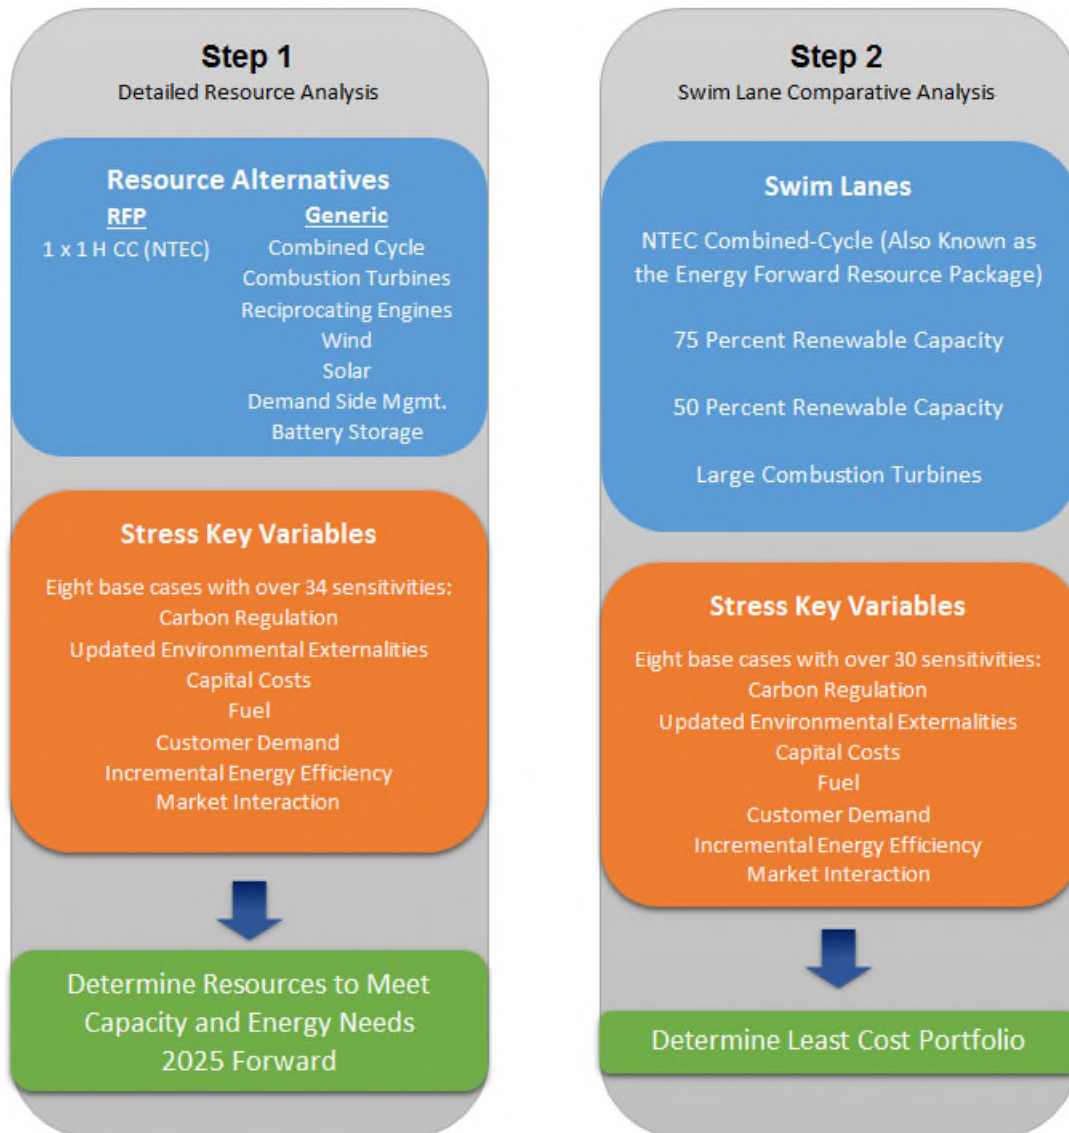 Step 1
Detailed Resource Analysis
Resource Alternatives
RFP
1 x 1 H CC (NTEC)
Generic
Combined Cycle
Combustion Turbines
Reciprocating Engines
Wind
Solar
Demand Side Mgmt.
Battery Storage
Stress Key Variables
Eight base cases with over 34 sensitivities:
Carbon Regulation
Updated Environmental Externalities
Capital Costs
Fuel
Customer Demand
Incremental Energy Efficiency
Market Interaction
Determine Resources to Meet
Capacity and Energy Needs
2025 Forward
Step 2
Swim Lane Comparative Analysis
Swim Lanes
NTEC Combined-Cycle (Also Known as
the Energy Forward Resource Package)
75 Percent Renewable Capacity
50 Percent Renewable Capacity
Large Combustion Turbines
Stress Key Variables
Eight base cases with over 30 sensitivities:
Carbon Regulation
Updated Environmental Externalities
Capital Costs
Fuel
Customer Demand
Incremental Energy Efficiency
Market Interaction
Determine Least Cost Portfolio